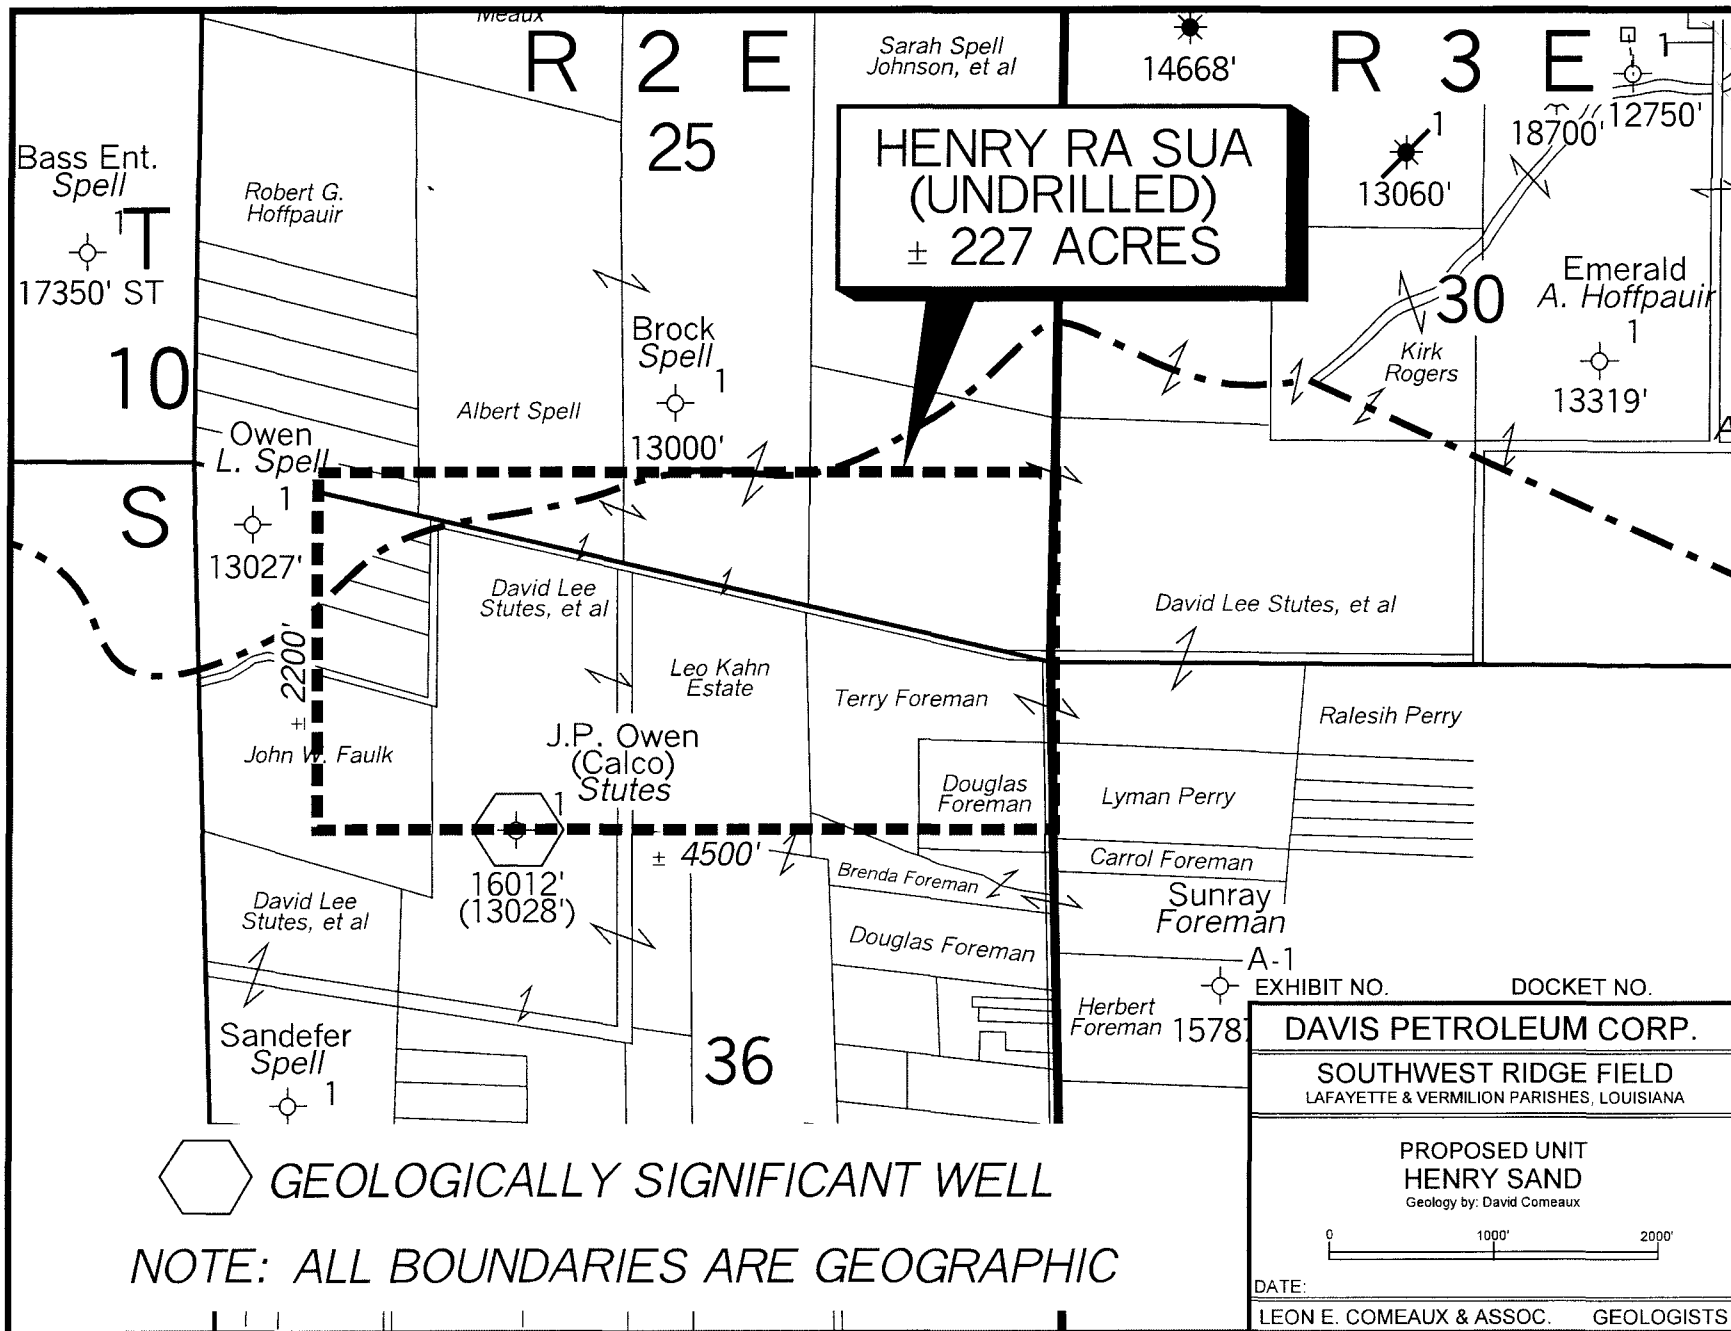 Meaux
R 2 E
R 3 E
Sarah Spell
Johnson, et al
14668'
1
12750'
18700'
25
HENRY RA SUA
(UNDRILLED)
± 227 ACRES
1
13060'
Bass Ent.
Spell
1
17350' ST
T
10
S
Robert G.
Hoffpauir
Emerald
A. Hoffpauir
1
13319'
30
Kirk
Rogers
Brock
Spell
1
13000'
Albert Spell
Owen
L. Spell
1
13027'
David Lee
Stutes, et al
David Lee Stutes, et al
± 2200'
Leo Kahn
Estate
Terry Foreman
Ralesih Perry
John W. Faulk
J.P. Owen
(Calco)
Stutes
1
16012'
(13028')
Douglas
Foreman
Lyman Perry
± 4500'
Carrol Foreman
Brenda Foreman
David Lee
Stutes, et al
Sunray
Foreman
A-1
Douglas Foreman
Herbert
Foreman
15787
Sandefer
Spell
1
36
EXHIBIT NO. DOCKET NO.
DAVIS PETROLEUM CORP.
SOUTHWEST RIDGE FIELD
LAFAYETTE & VERMILION PARISHES, LOUISIANA
PROPOSED UNIT
HENRY SAND
Geology by: David Comeaux
0 1000' 2000'
DATE:
LEON E. COMEAUX & ASSOC. GEOLOGISTS
GEOLOGICALLY SIGNIFICANT WELL
NOTE: ALL BOUNDARIES ARE GEOGRAPHIC